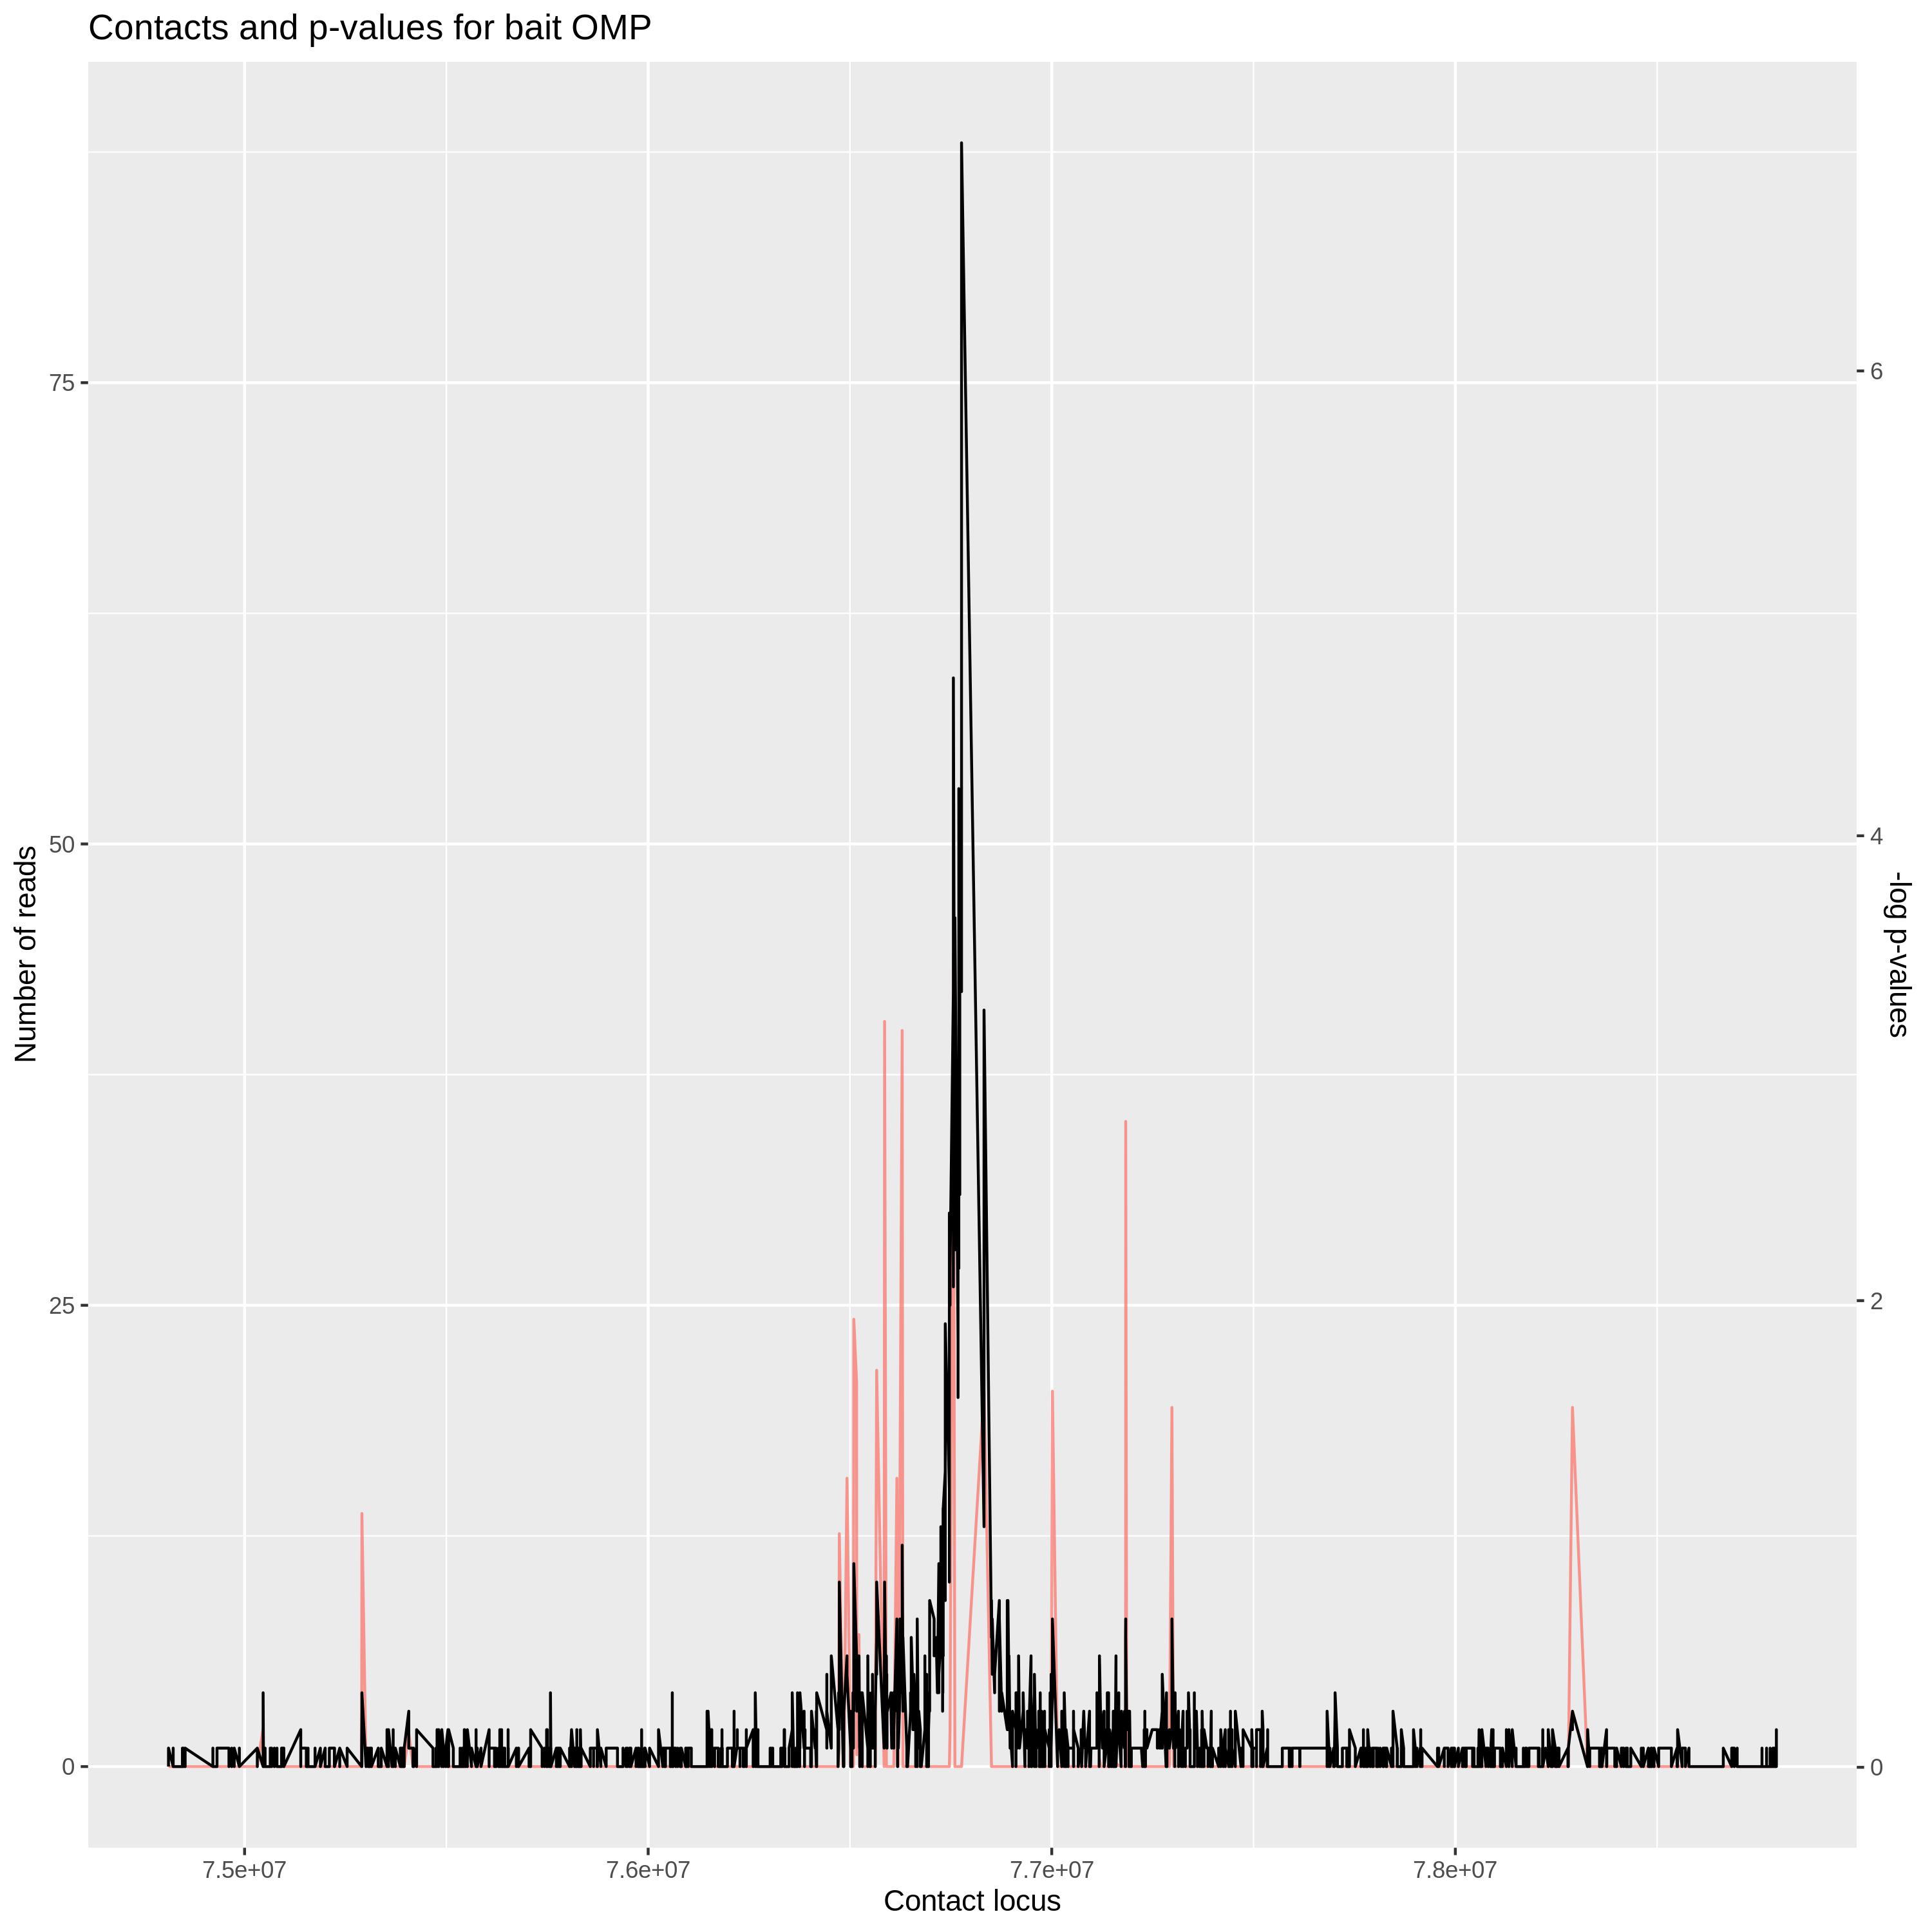 Contacts and p-values for bait OMP
75
50
25
0
Number of reads
6
4
2
0
-log p-values
7.5e+07
7.6e+07
7.7e+07
7.8e+07
Contact locus